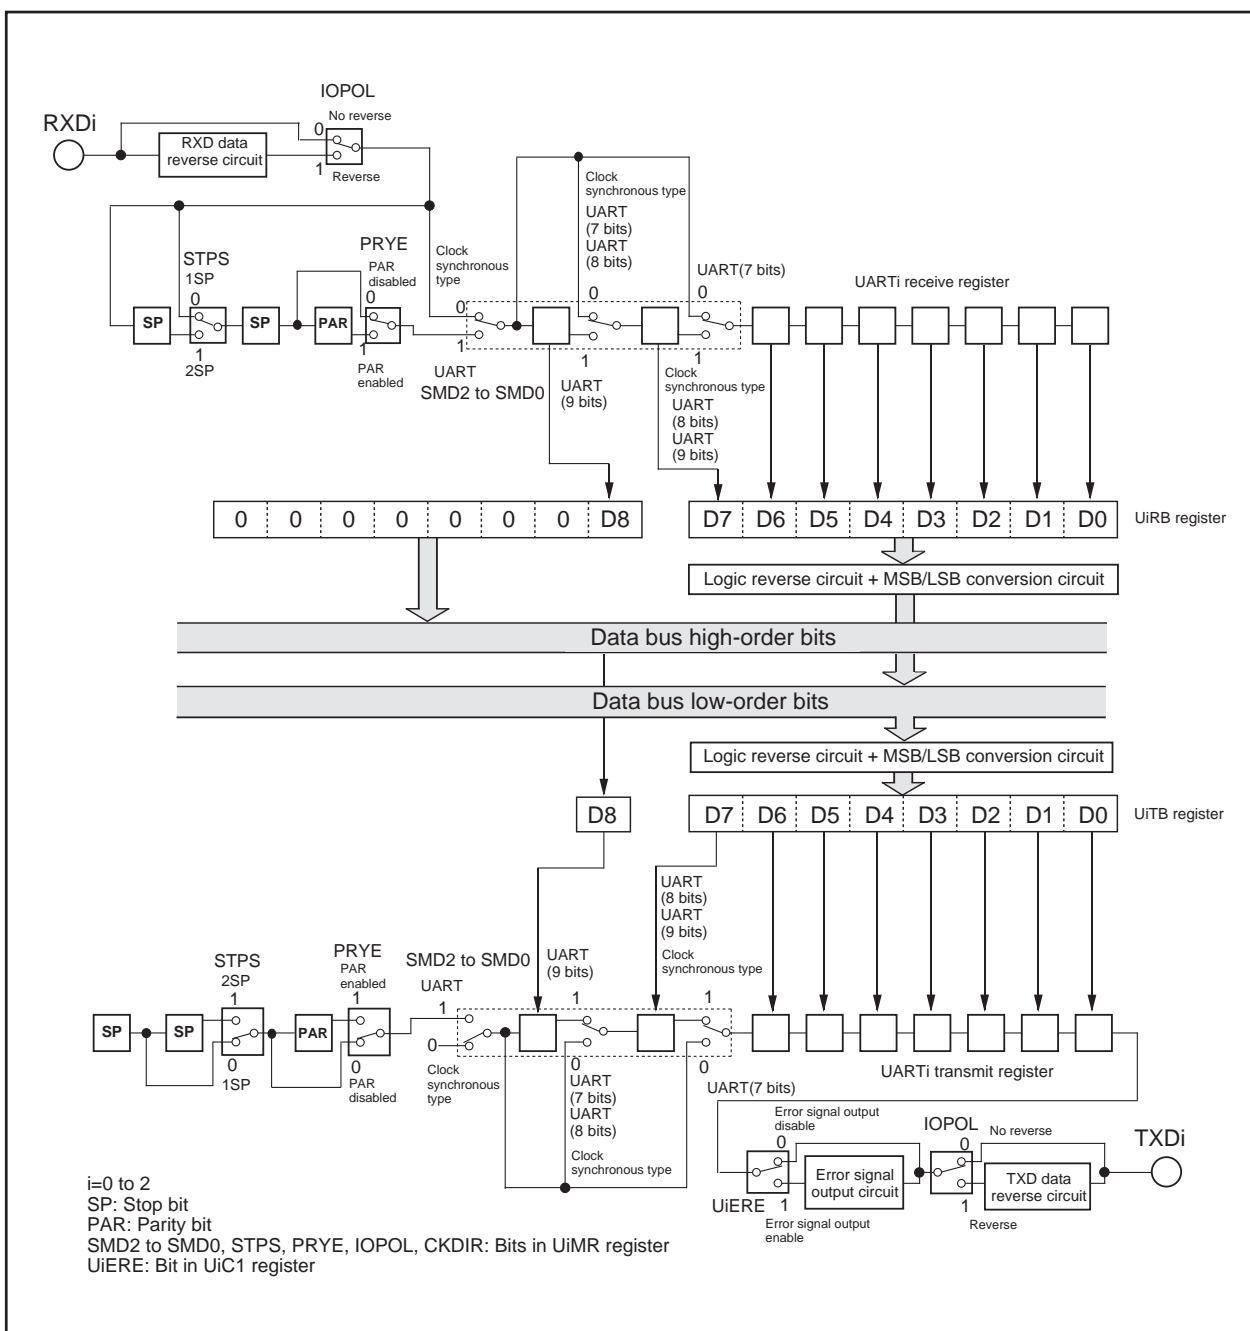 IOPOL
No reverse
RXDi
0
RXD data
reverse circuit
1
Reverse
Clock
synchronous type
UART
(7 bits)
UART
(8 bits)
STPS
1SP
0
PRYE
PAR
disabled
0
Clock
synchronous
type
0
0
UART(7 bits)
0
UARTi receive register
SP
SP
PAR
1
2SP
1
PAR
enabled
1
UART
SMD2 to SMD0
1
UART
(9 bits)
1
Clock
synchronous type
UART
(8 bits)
UART
(9 bits)
0 0 0 0 0 0 0 D8
D7 D6 D5 D4 D3 D2 D1 D0
UiRB register
Logic reverse circuit + MSB/LSB conversion circuit
Data bus high-order bits
Data bus low-order bits
Logic reverse circuit + MSB/LSB conversion circuit
D8
D7 D6 D5 D4 D3 D2 D1 D0
UiTB register
UART
(8 bits)
UART
(9 bits)
Clock
synchronous type
STPS
2SP
1
PRYE
PAR
enabled
1
SMD2 to SMD0
UART
1
UART
(9 bits)
1
1
SP
SP
PAR
0
1SP
0
PAR
disabled
0
Clock
synchronous
type
0
UART
(7 bits)
UART
(8 bits)
Clock
synchronous type
0
UART(7 bits)
UARTi transmit register
Error signal output
disable
0
IOPOL
0
No reverse
TXDi
Error signal
output circuit
TXD data
reverse circuit
UiERE
1
Error signal output
enable
1
Reverse
i=0 to 2
SP: Stop bit
PAR: Parity bit
SMD2 to SMD0, STPS, PRYE, IOPOL, CKDIR: Bits in UiMR register
UiERE: Bit in UiC1 register